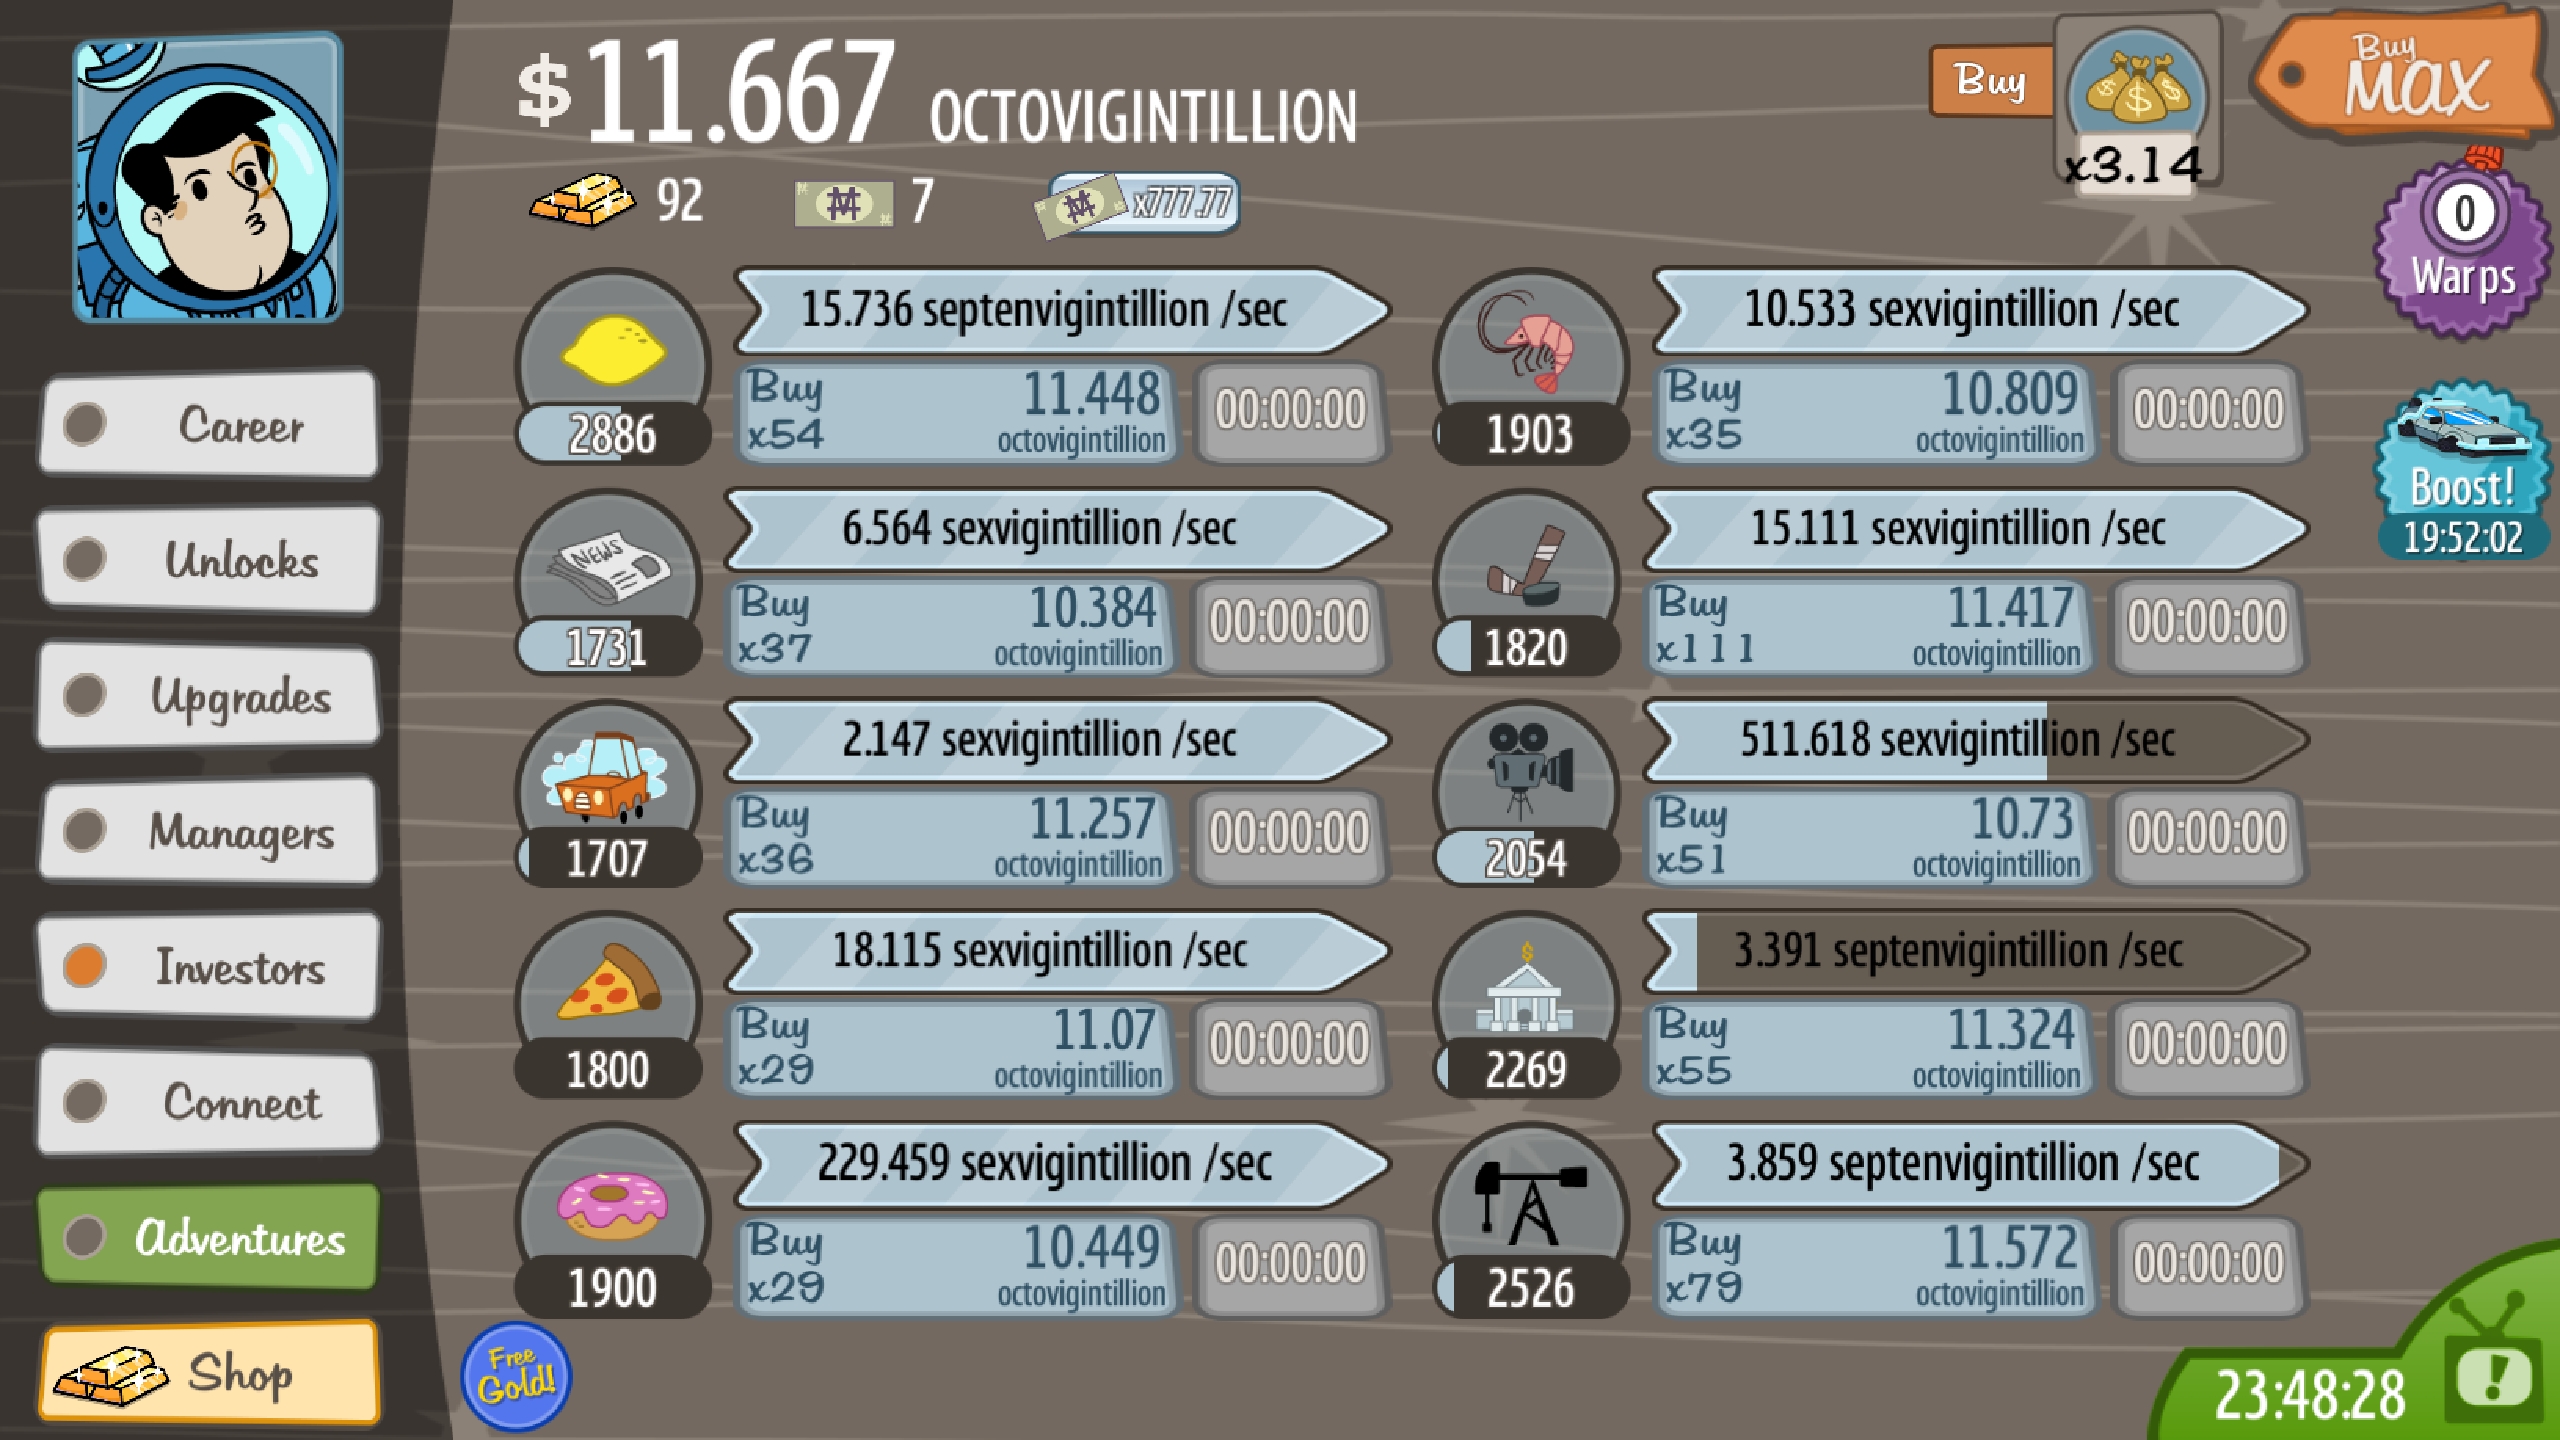 $11.667 OCTOVIGINTILLION
Buy
x3.14
Buy
MAX
92
7
x777.77
0
Warps
Boost!
19:52:02
Career
Unlocks
Upgrades
Managers
Investors
Connect
Adventures
Shop
15.736 septenvigintillion /sec
2886
Buy
x54
11.448
octovigintillion
00:00:00
10.533 sexvigintillion /sec
1903
Buy
x35
10.809
octovigintillion
00:00:00
NEWS
6.564 sexvigintillion /sec
1731
Buy
x37
10.384
octovigintillion
00:00:00
15.111 sexvigintillion /sec
1820
Buy
x111
11.417
octovigintillion
00:00:00
2.147 sexvigintillion /sec
1707
Buy
x36
11.257
octovigintillion
00:00:00
511.618 sexvigintillion /sec
2054
Buy
x51
10.73
octovigintillion
00:00:00
18.115 sexvigintillion /sec
1800
Buy
x29
11.07
octovigintillion
00:00:00
3.391 septenvigintillion /sec
2269
Buy
x55
11.324
octovigintillion
00:00:00
229.459 sexvigintillion /sec
1900
Buy
x29
10.449
octovigintillion
00:00:00
3.859 septenvigintillion /sec
2526
Buy
x79
11.572
octovigintillion
00:00:00
Free
Gold!
23:48:28
!